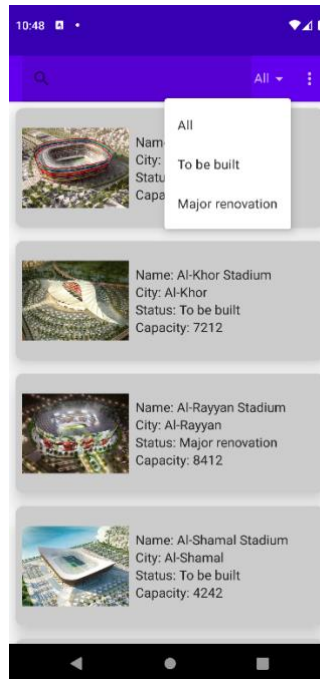 10:48
All
All
To be built
Major renovation
Name: Al-Khor Stadium
City: Al-Khor
Status: To be built
Capacity: 7212
Name: Al-Rayyan Stadium
City: Al-Rayyan
Status: Major renovation
Capacity: 8412
Name: Al-Shamal Stadium
City: Al-Shamal
Status: To be built
Capacity: 4242